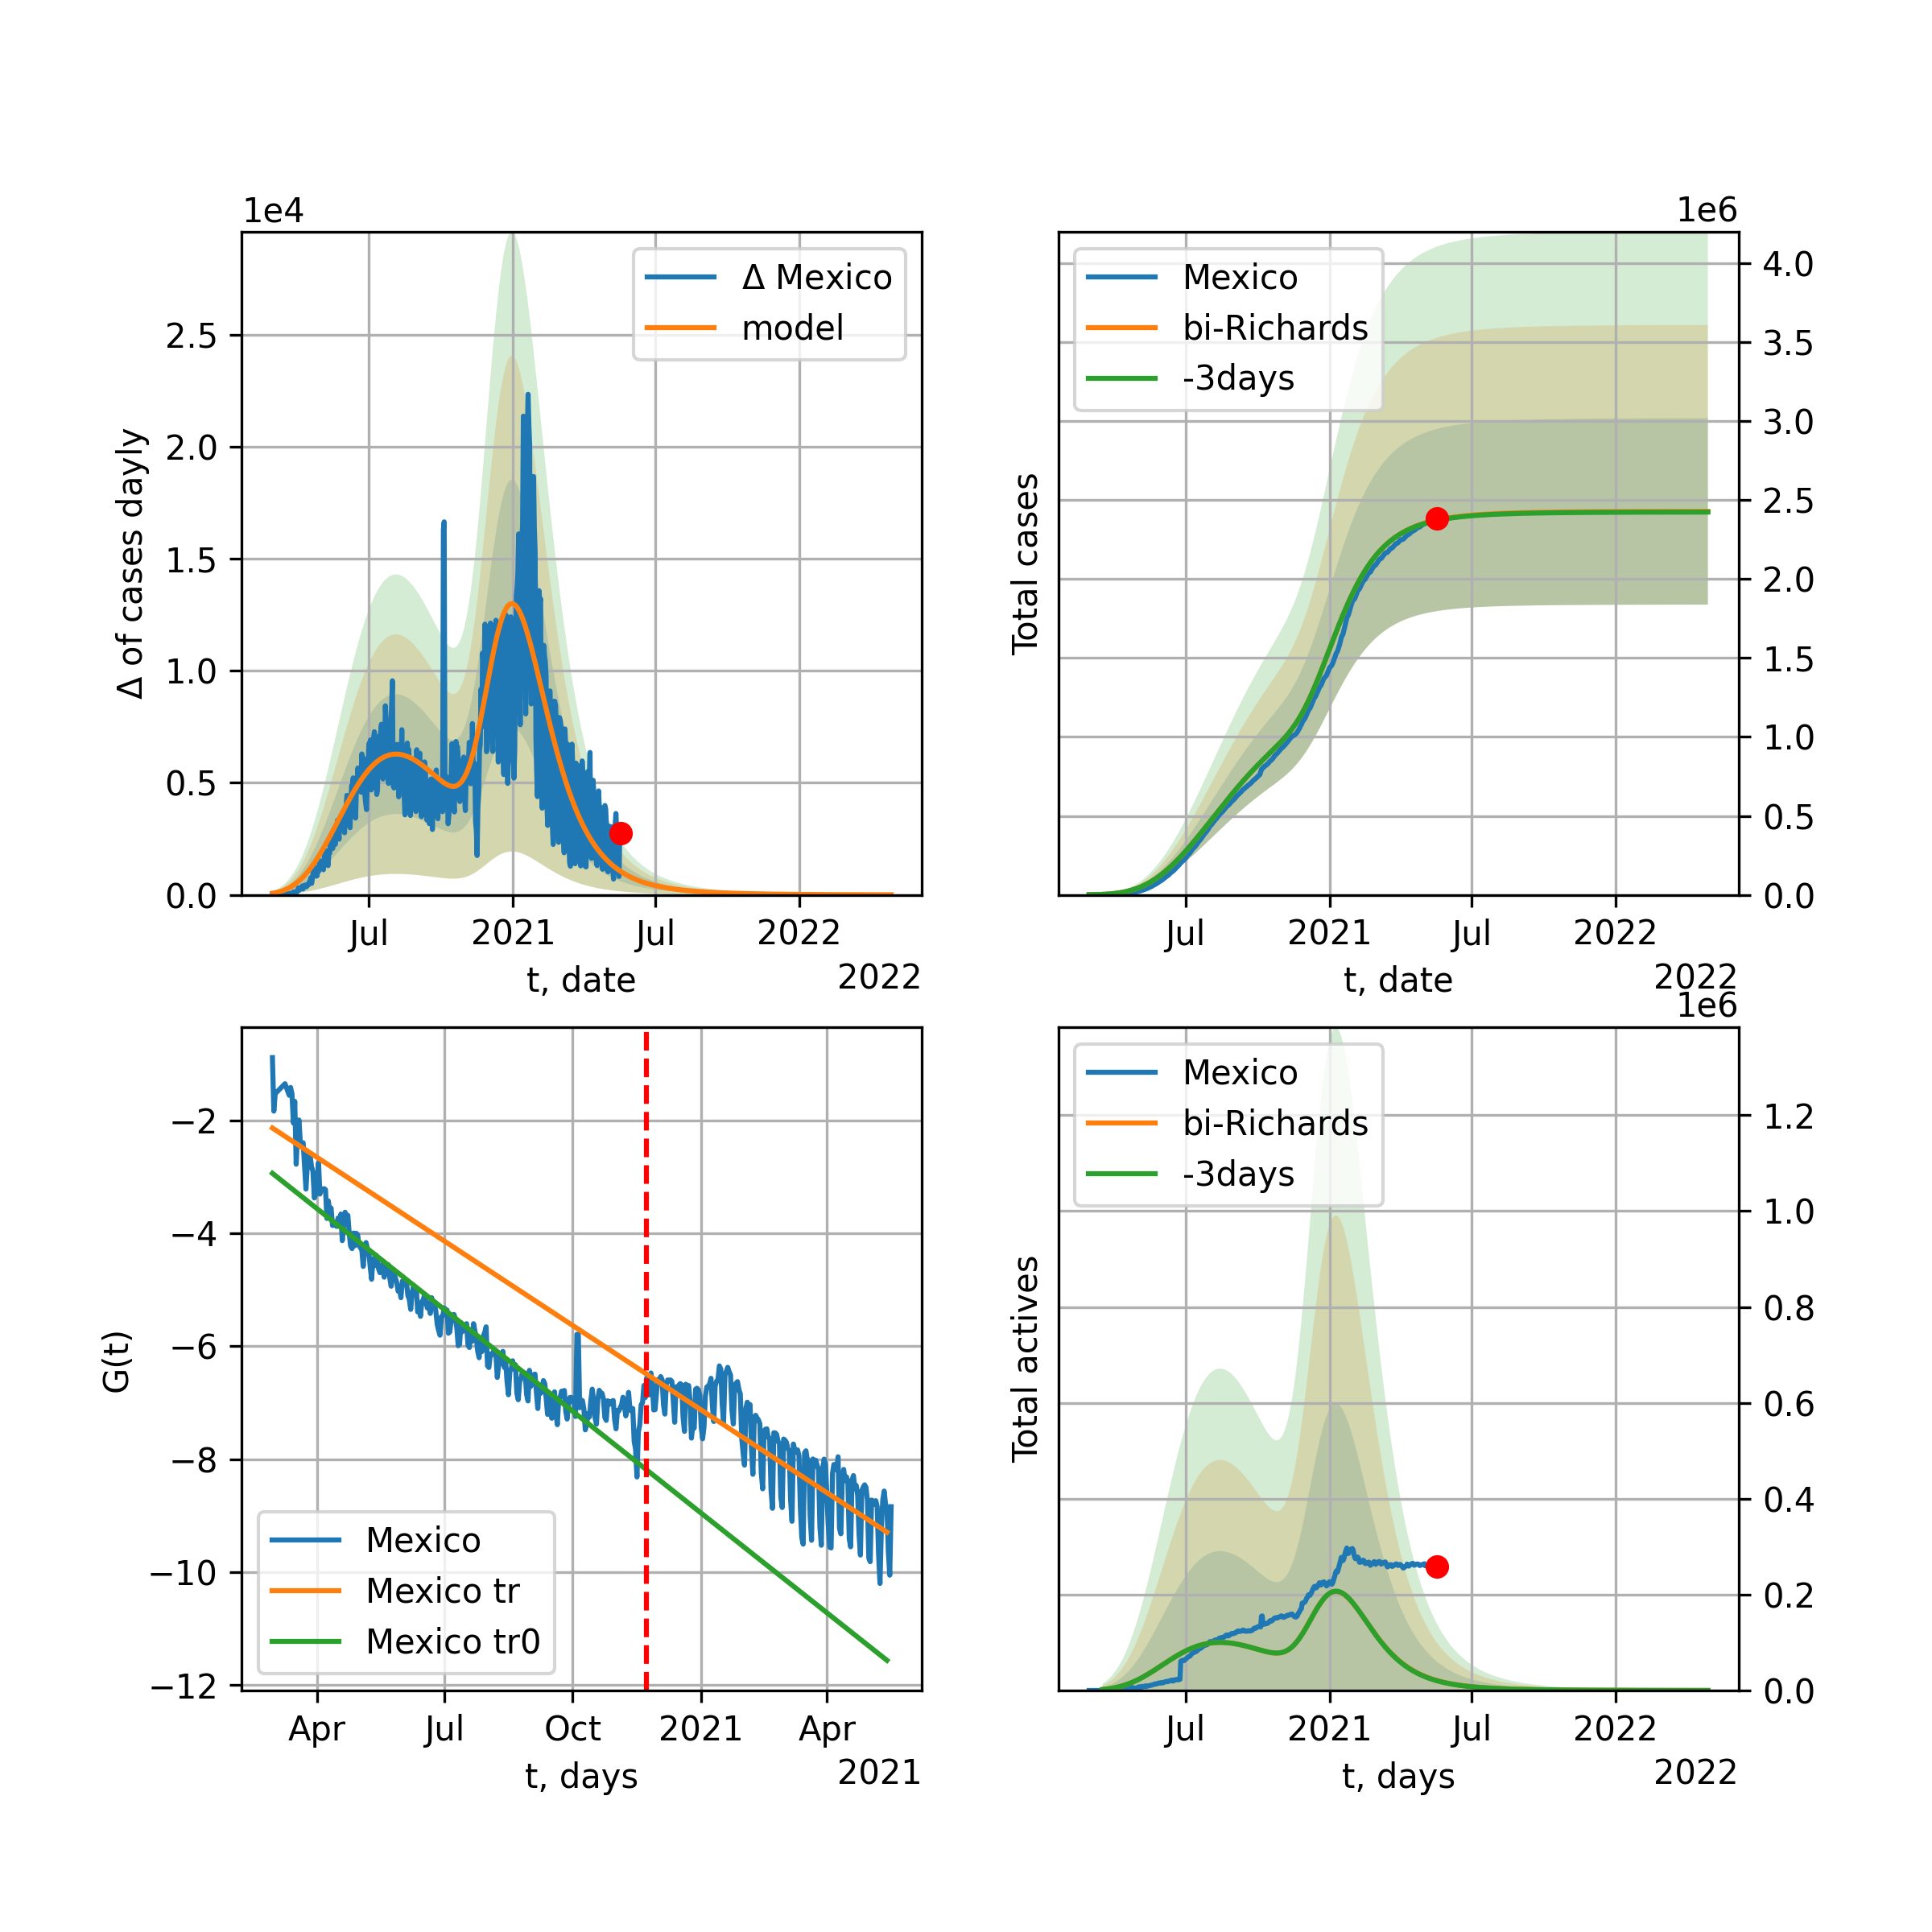 1e4
Δ of cases dayly
2.5
2.0
1.5
1.0
0.5
0.0
Δ Mexico
model
Jul 2021 Jul 2022
t, date
2022
1e6
Total cases
Mexico
bi-Richards
-3days
4.0
3.5
3.0
2.5
2.0
1.5
1.0
0.5
0.0
Jul 2021 Jul 2022
t, date
2022
G(t)
−2
−4
−6
−8
−10
−12
Mexico
Mexico tr
Mexico tr0
Apr Jul Oct 2021 Apr
t, days
2021
1e6
Total actives
Mexico
bi-Richards
-3days
1.2
1.0
0.8
0.6
0.4
0.2
0.0
Jul 2021 Jul 2022
t, days
2022